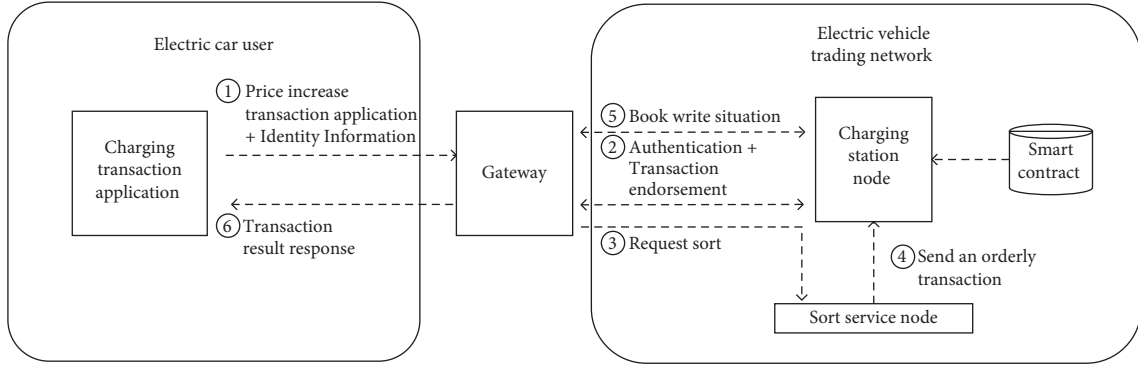 Electric car user
Charging
transaction
application
1 Price increase
transaction application
+ Identity Information
6 Transaction
result response
Gateway
Electric vehicle
trading network
5 Book write situation
2 Authentication +
Transaction
endorsement
3 Request sort
Charging
station
node
Smart
contract
4 Send an orderly
transaction
Sort service node